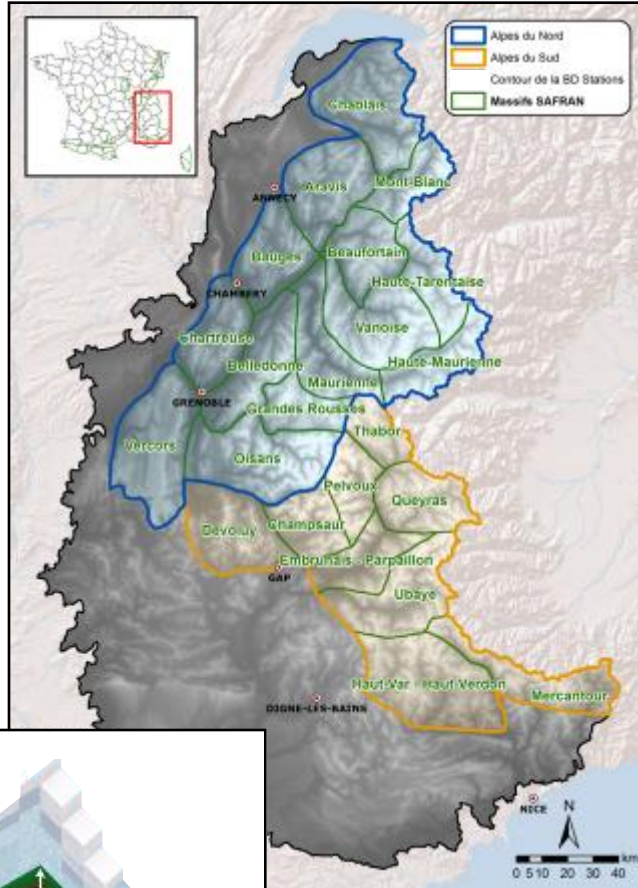 Alpes du Nord
Alpes du Sud
Contour de la BD Stations
Massifs SAFRAN
Chablais
Aravis
Mont-Blanc
ANNECY
Bauges
Beaufortain
CHAMBERY
Haute-Tarentaise
Vanoise
Chartreuse
Belledonne
Haute-Maurienne
Maurienne
GRENOBLE
Grandes Rousses
Thabor
Vercors
Oisans
Pelvoux
Queyras
Devoluy
Champsaur
Embrunais - Parpaillon
GAP
Ubaye
Haut-Var - Haut-Verdon
Mercantour
DIGNE-LES-BAINS
NICE
N
km
0 5 10 20 30 40